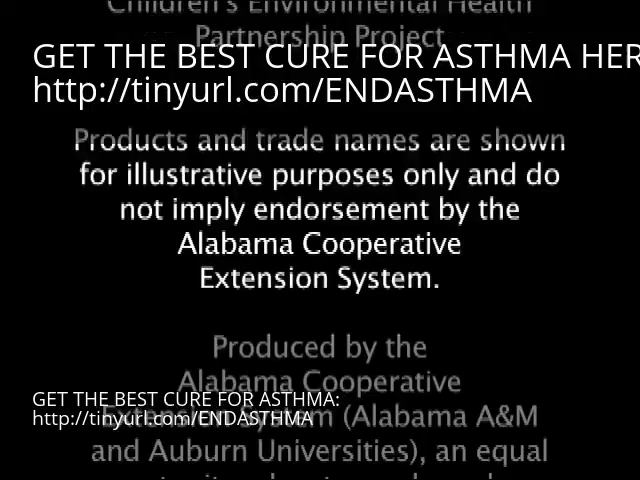 Children's Environmental Health
Partnership Project
GET THE BEST CURE FOR ASTHMA HER
http://tinyurl.com/ENDASTHMA
Products and trade names are shown
for illustrative purposes only and do
not imply endorsement by the
Alabama Cooperative
Extension System.
Produced by the
Alabama Cooperative
GET THE BEST CURE FOR ASTHMA:
http://tinyurl.com/ENDASTHMA
Extension System (Alabama A&M
and Auburn Universities), an equal